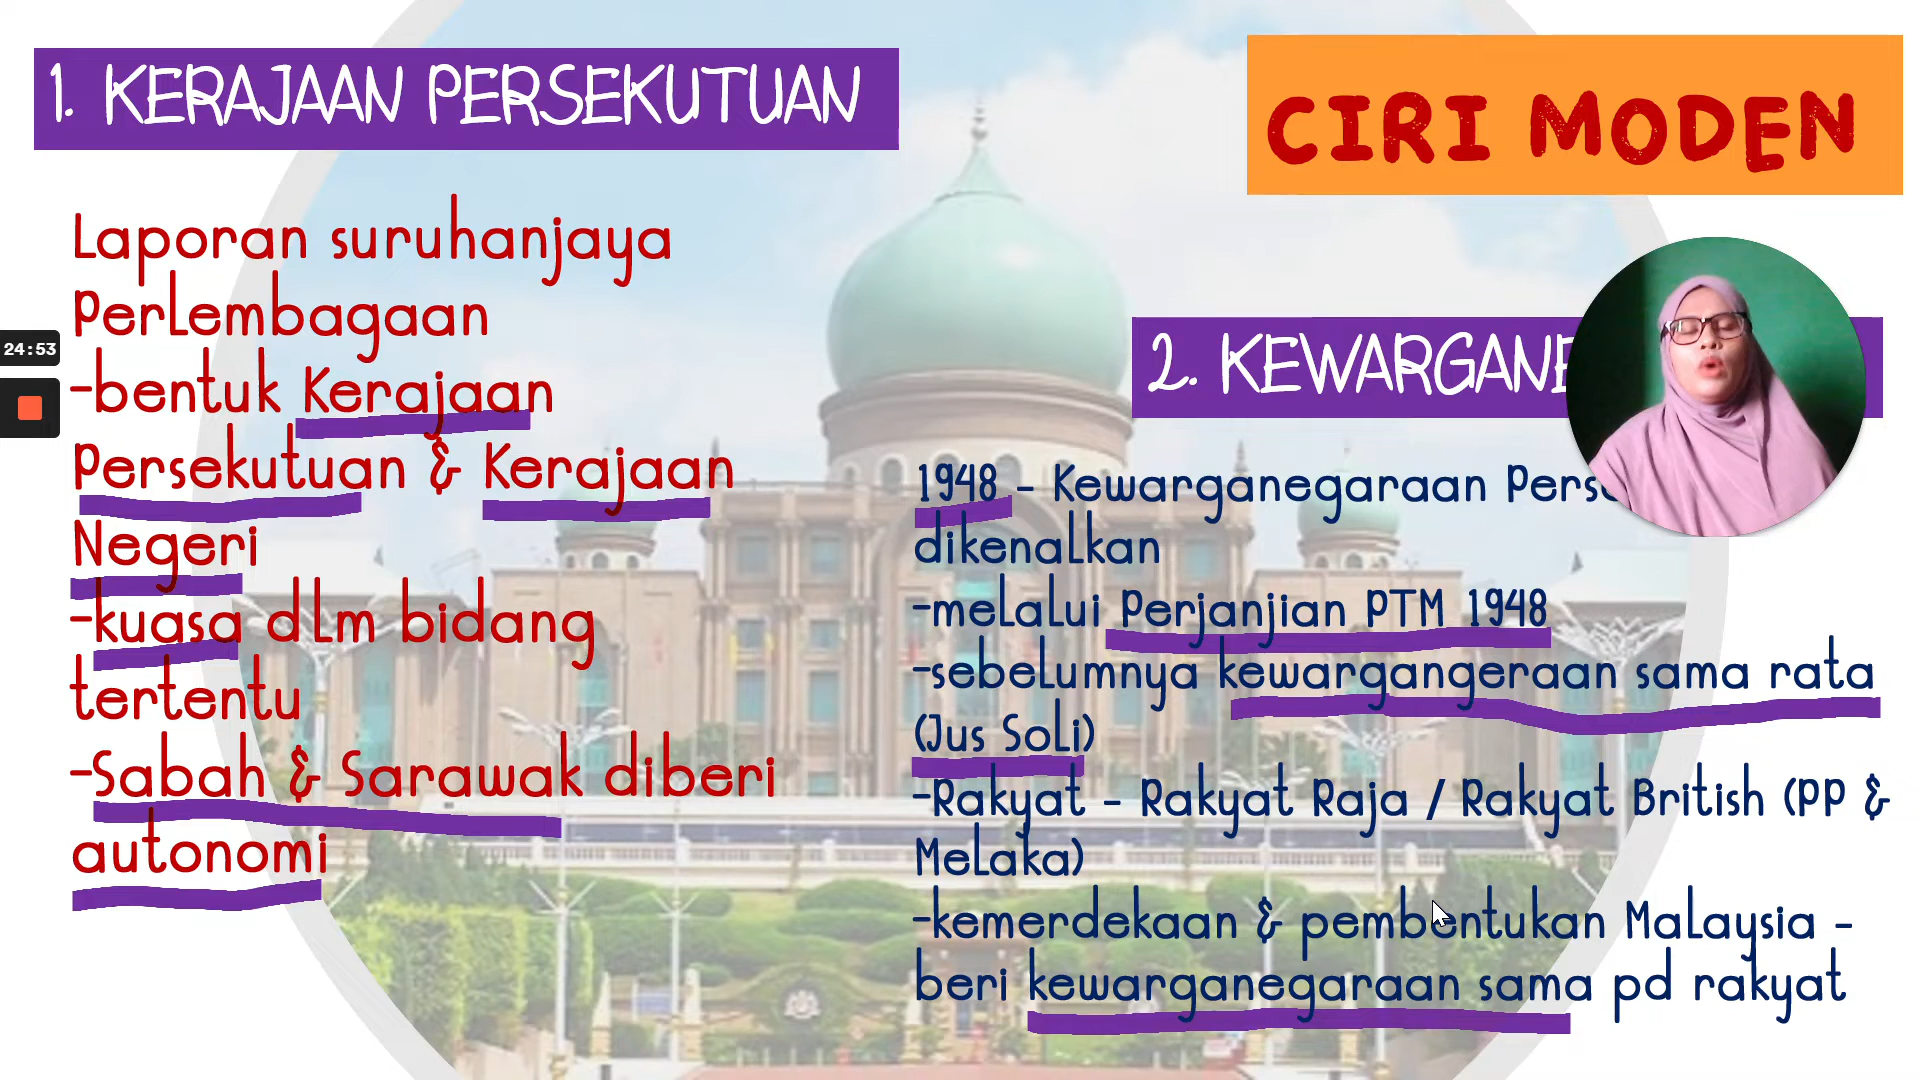 1. KERAJAAN PERSEKUTUAN
CIRI MODEN
Laporan suruhanjaya
Perlembagaan
-bentuk Kerajaan
Persekutuan & Kerajaan
Negeri
-kuasa dlm bidang
tertentu
-Sabah & Sarawak diberi
autonomi
24:53
2.
1948 - Kewarganegaraan
dikenalkan
-melalui Perjanjian PTM 1948
-sebelumnya kewargangeraan sama rata
(Jus Soli)
-Rakyat - Rakyat Raja / Rakyat British (PP &
Melaka)
-kemerdekaan & pembentukan Malaysia -
beri kewarganegaraan sama pd rakyat